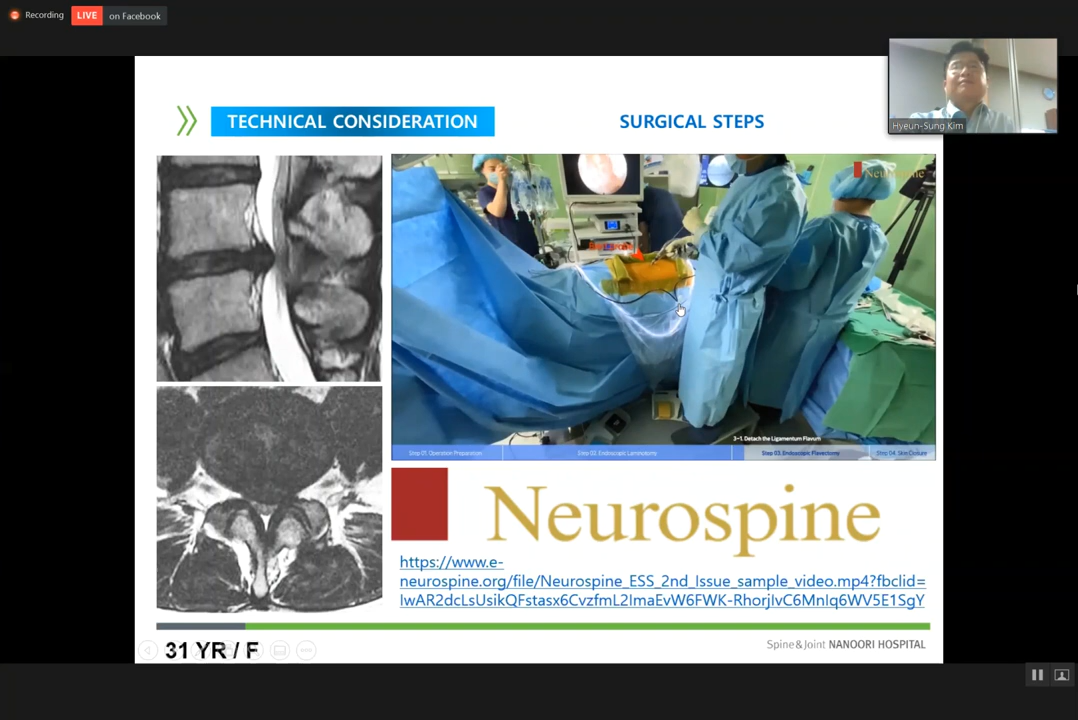 Recording
LIVE
on Facebook
Hyeun-Sung Kim
TECHNICAL CONSIDERATION
SURGICAL STEPS
Neurospine
3-1. Detach the Ligamentum Flavum
Step 01. Operation Preparation
Step 02. Endoscopic Laminotomy
Step 03. Endoscopic Flavectomy
Step 04. Skin Closure
Neurospine
https://www.e-
neurospine.org/file/Neurospine_ESS_2nd_Issue_sample_video.mp4?fbclid=
IwAR2dcLsUsikQFstasx6CvzfmL2ImaEvW6FWK-RhorjIvC6MnIq6WV5E1SgY
31 YR / F
Spine & Joint NANOORI HOSPITAL